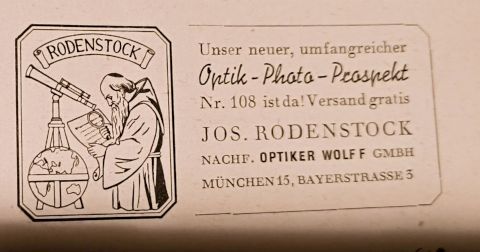 RODENSTOCK
Unser neuer, umfangreicher
Optik-Photo-Prospekt
Nr. 108 ist da! Versand gratis
JOS. RODENSTOCK
NACHF. OPTIKER WOLFF GMBH
MÜNCHEN 15, BAYERSTRASSE 3